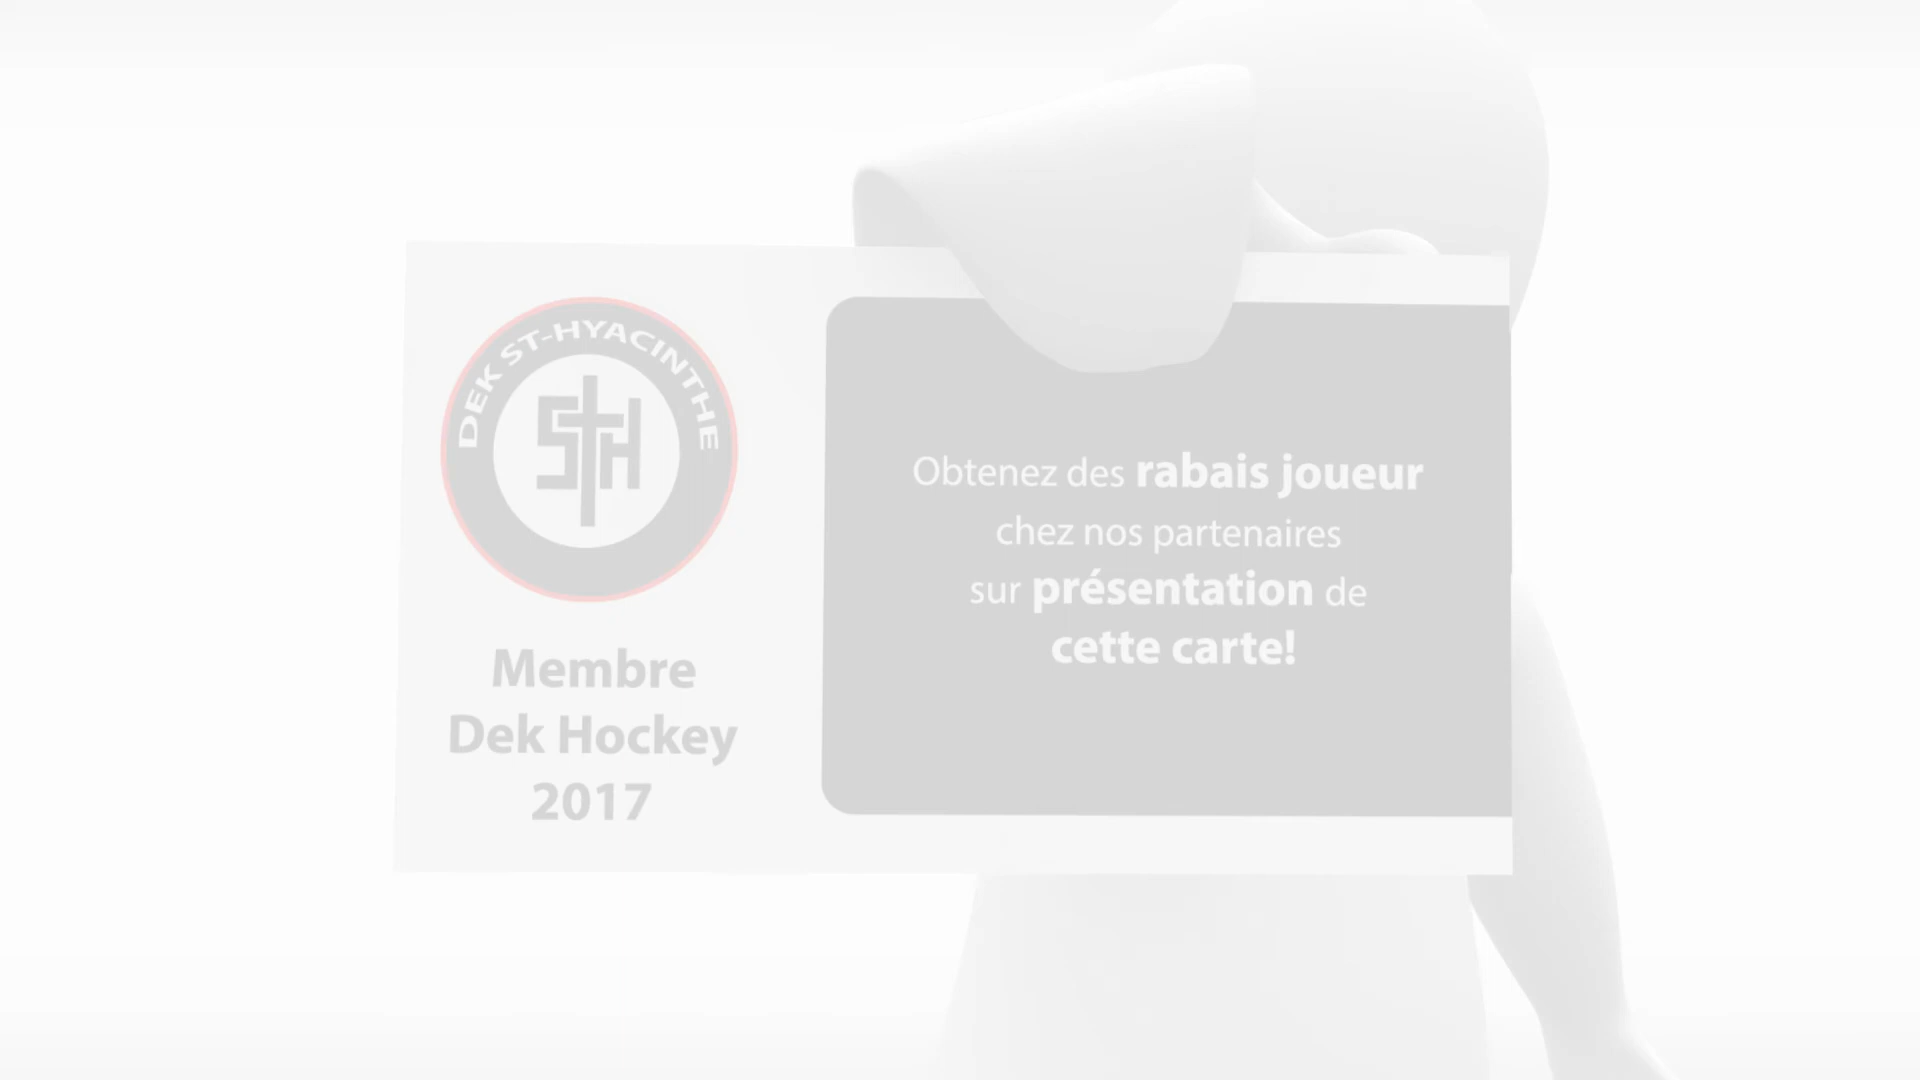 DEK ST-HYACINTHE
STH
Membre
Dek Hockey
2017
Obtenez des rabais joueur
chez nos partenaires
sur présentation de
cette carte!